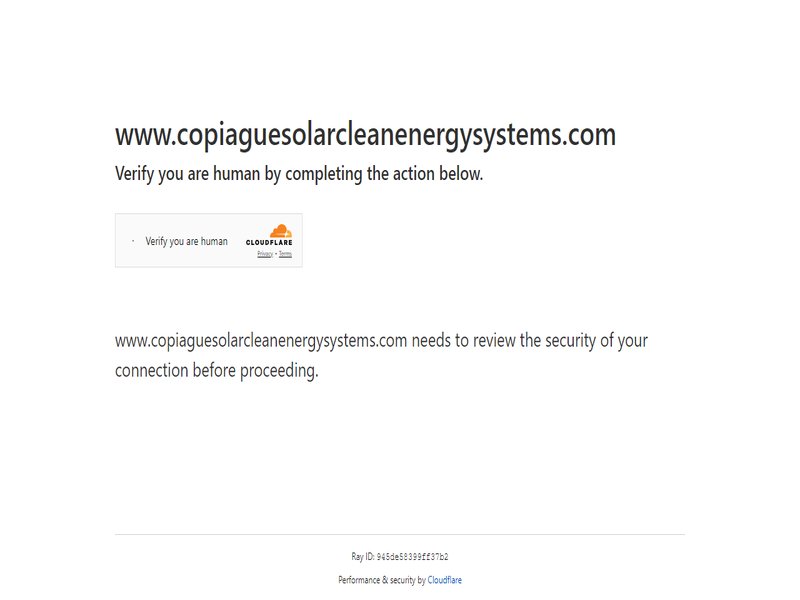 www.copiaguesolarcleanenergysystems.com
Verify you are human by completing the action below.
Verify you are human
CLOUDFLARE
Privacy • Terms
www.copiaguesolarcleanenergysystems.com needs to review the security of your
connection before proceeding.
Ray ID: 945de58399ff37b2
Performance & security by Cloudflare